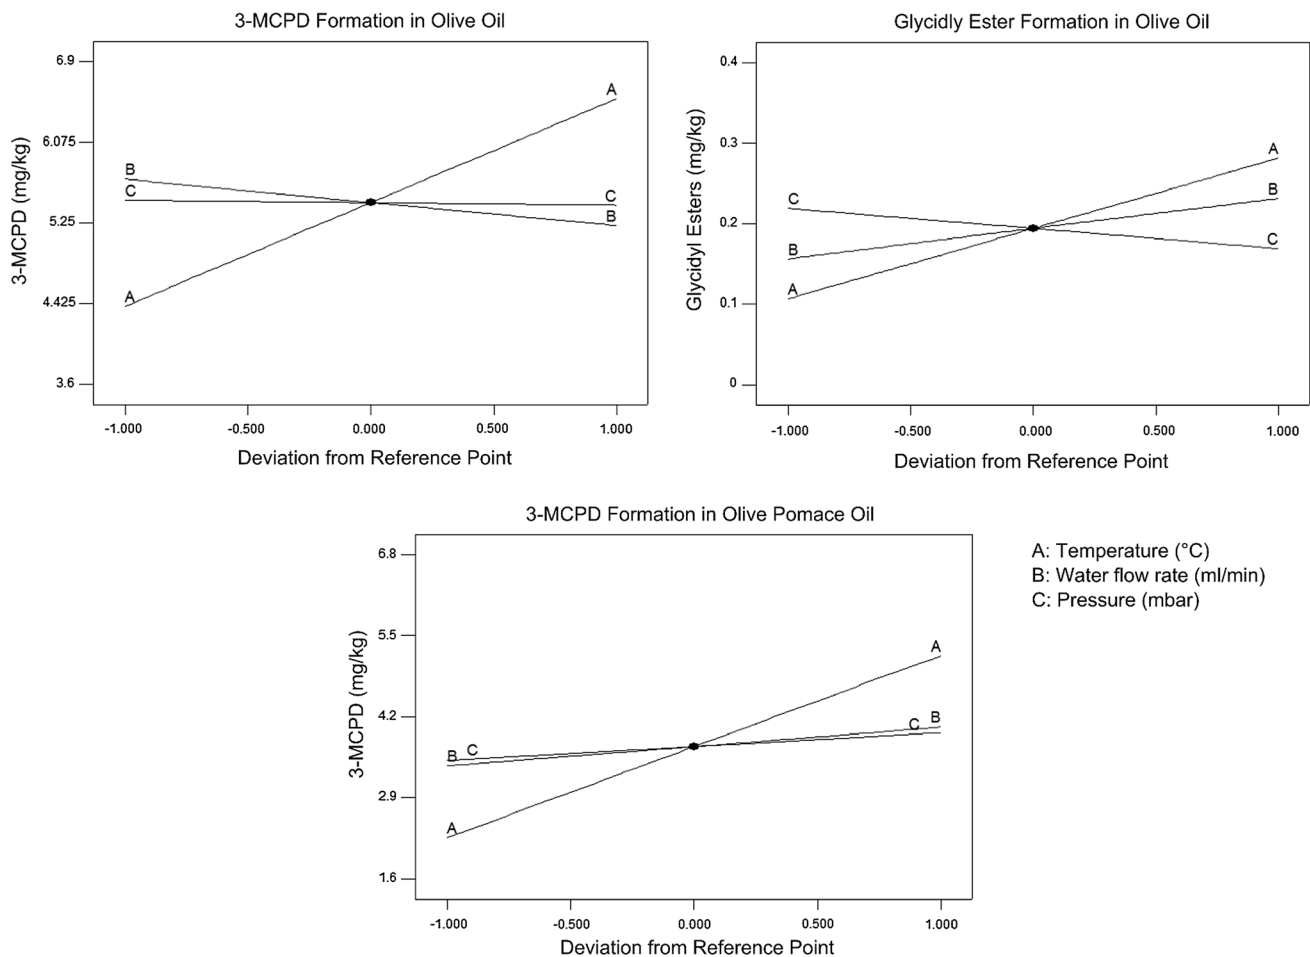 3-MCPD Formation in Olive Oil
6.9
6.075
5.25
4.425
3.6
3-MCPD (mg/kg)
A
B
C
C
B
A
-1.000
-0.500
0.000
0.500
1.000
Deviation from Reference Point
Glycidly Ester Formation in Olive Oil
0.4
0.3
0.2
0.1
0
Glycidyl Esters (mg/kg)
A
B
C
C
B
A
-1.000
-0.500
0.000
0.500
1.000
Deviation from Reference Point
3-MCPD Formation in Olive Pomace Oil
6.8
5.5
4.2
2.9
1.6
3-MCPD (mg/kg)
A
C B
B C
A
-1.000
-0.500
0.000
0.500
1.000
Deviation from Reference Point
A: Temperature (°C)
B: Water flow rate (ml/min)
C: Pressure (mbar)